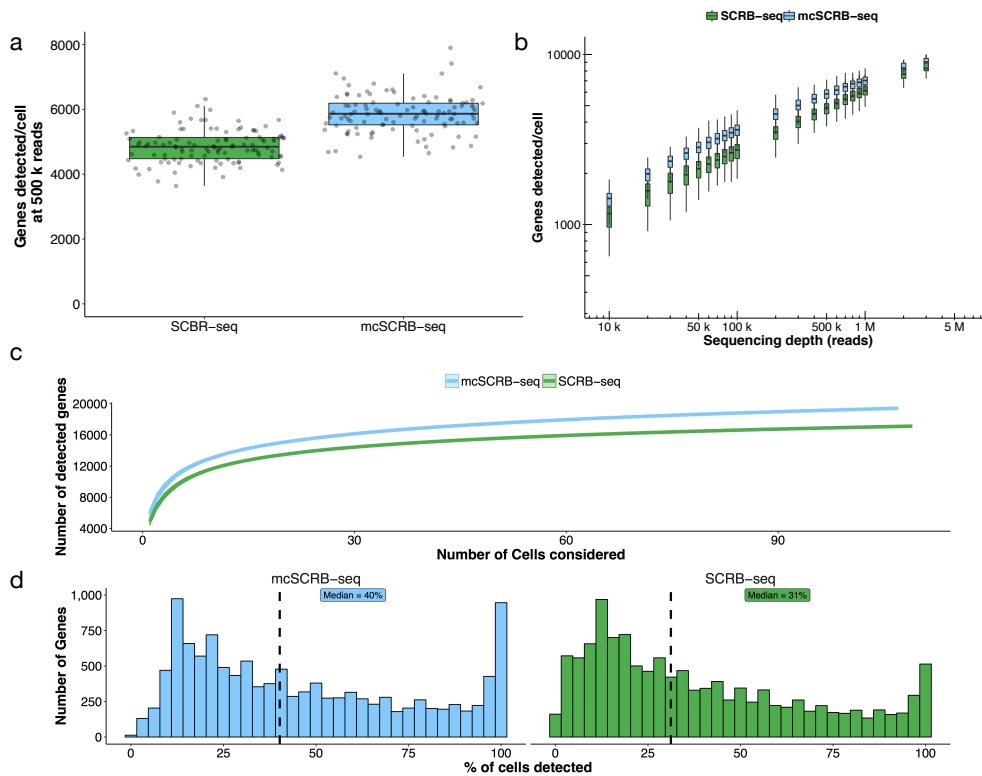 a
Genes detected/cell
at 500 k reads
8000
6000
4000
2000
0
SCBR−seq
mcSCRB−seq
b
SCRB−seq
mcSCRB−seq
Genes detected/cell
10000
1000
10 k
50 k
100 k
500 k
1 M
5 M
Sequencing depth (reads)
c
mcSCRB−seq
SCRB−seq
Number of detected genes
20000
16000
12000
8000
4000
0
30
60
90
Number of Cells considered
d
mcSCRB−seq
SCRB−seq
Median = 40%
Median = 31%
Number of Genes
1,000
750
500
250
0
0
25
50
75
100
0
25
50
75
100
% of cells detected